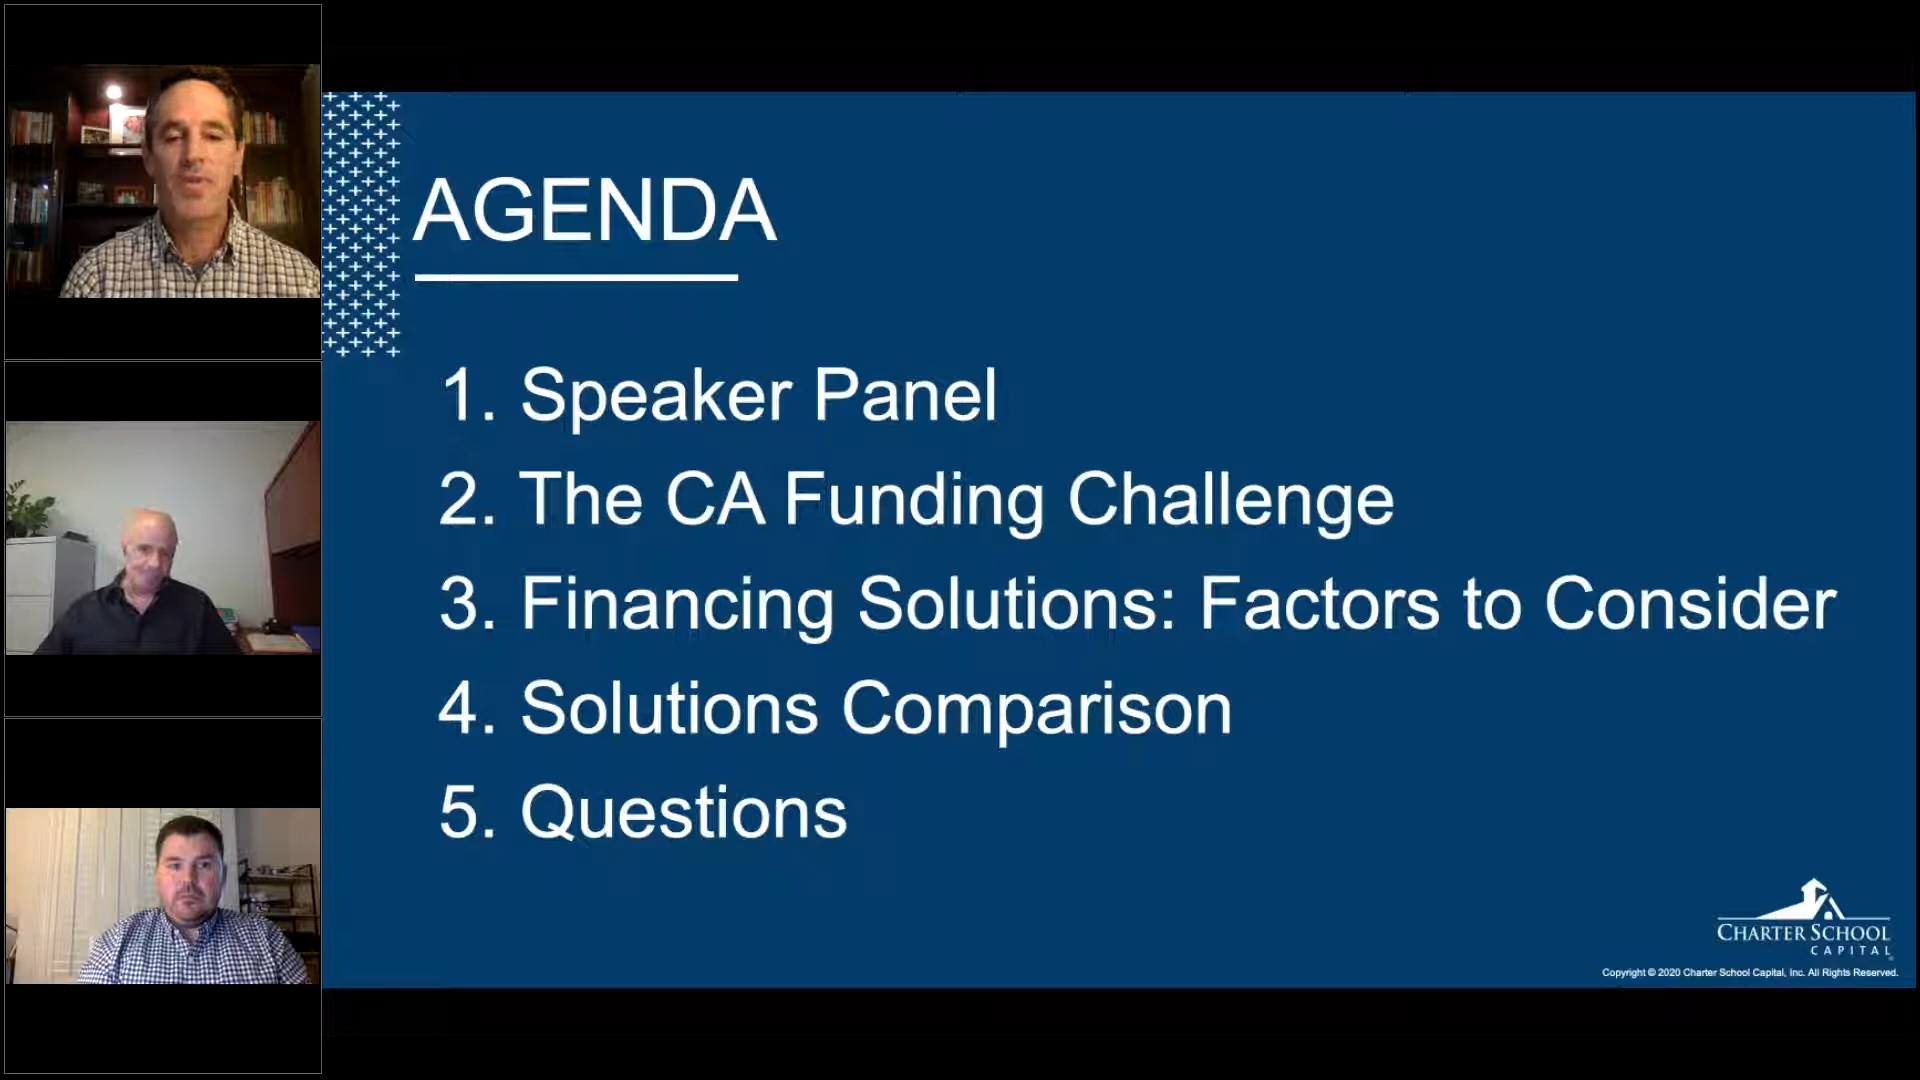 AGENDA
1. Speaker Panel
2. The CA Funding Challenge
3. Financing Solutions: Factors to Consider
4. Solutions Comparison
5. Questions
CHARTER SCHOOL
CAPITAL
Copyright © 2020 Charter School Capital, Inc. All Rights Reserved.